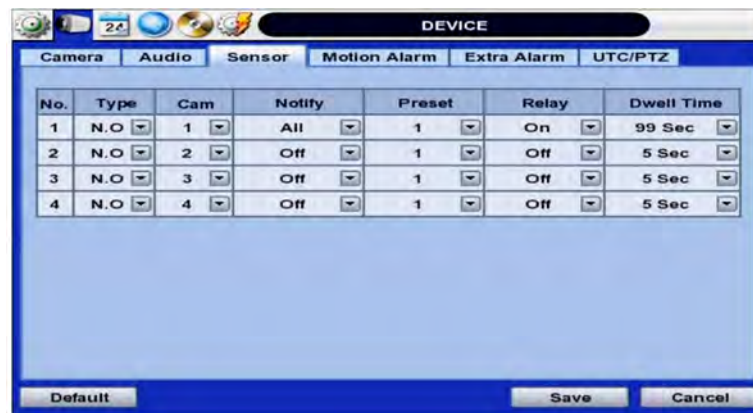 24
DEVICE
Camera Audio Sensor Motion Alarm Extra Alarm UTC/PTZ
No. Type Cam Notify Preset Relay Dwell Time
1 N.O 1 All 1 On 99 Sec
2 N.O 2 Off 1 Off 5 Sec
3 N.O 3 Off 1 Off 5 Sec
4 N.O 4 Off 1 Off 5 Sec
Default Save Cancel